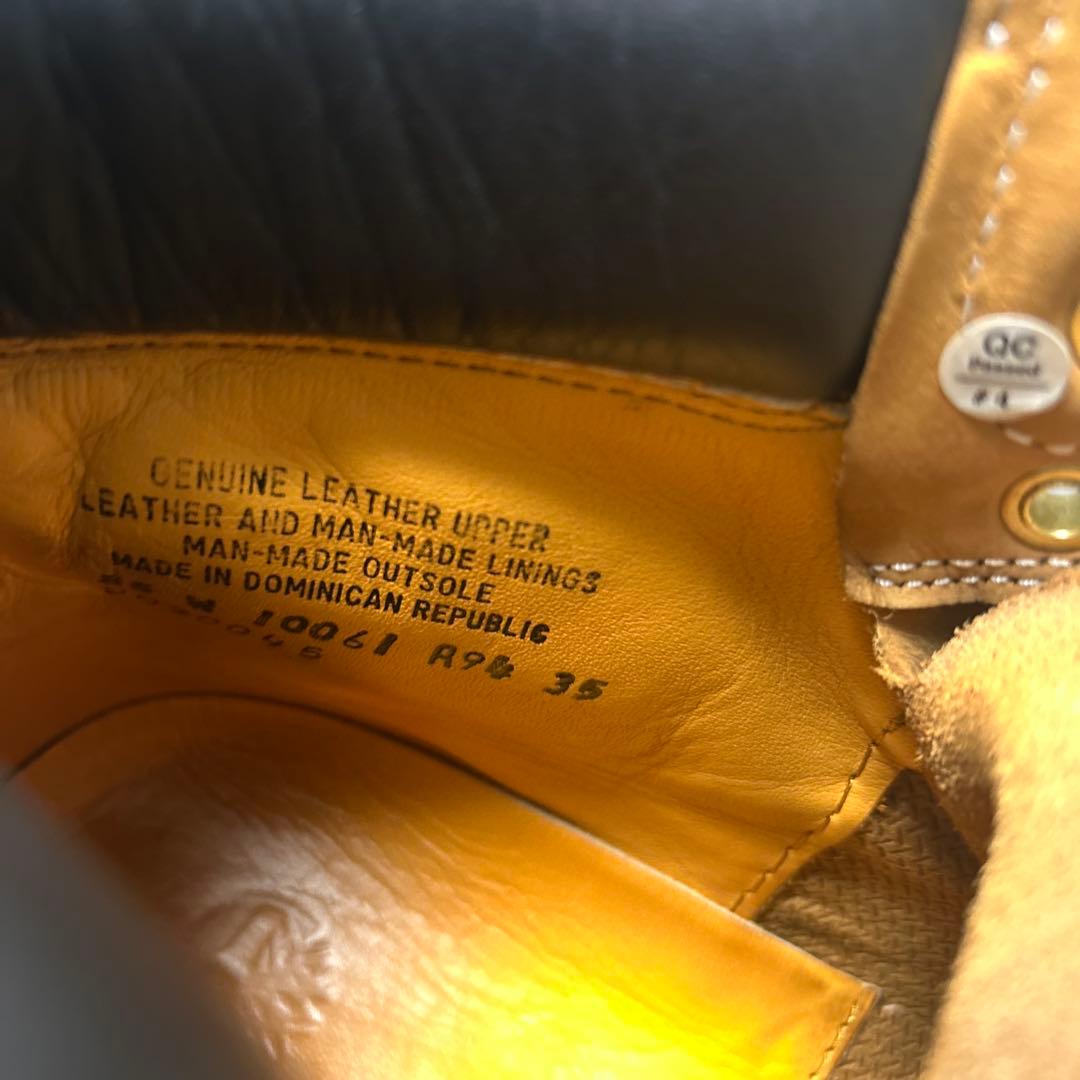 GENUINE LEATHER UPPER
LEATHER AND MAN-MADE LININGS
MAN-MADE OUTSOLE
MADE IN DOMINICAN REPUBLIC
W 10061 35
QC
Passed